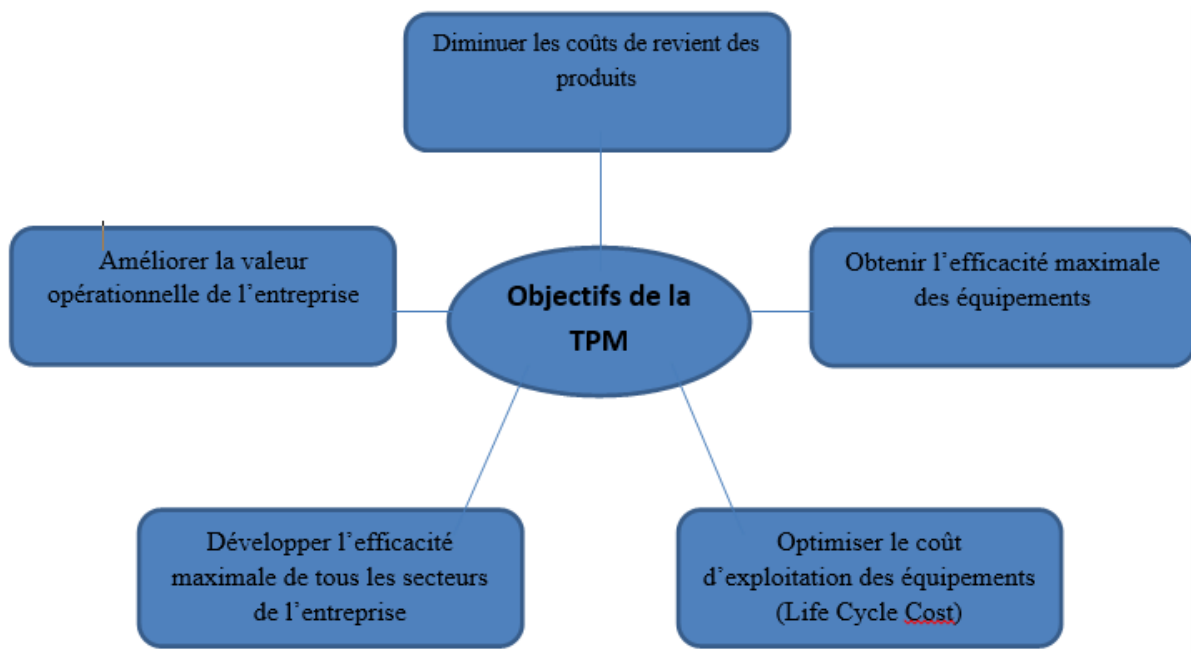 Diminuer les coûts de revient des
produits
Améliorer la valeur
opérationnelle de l’entreprise
Objectifs de la
TPM
Obtenir l’efficacité maximale
des équipements
Développer l’efficacité
maximale de tous les secteurs
de l’entreprise
Optimiser le coût
d’exploitation des équipements
(Life Cycle Cost)